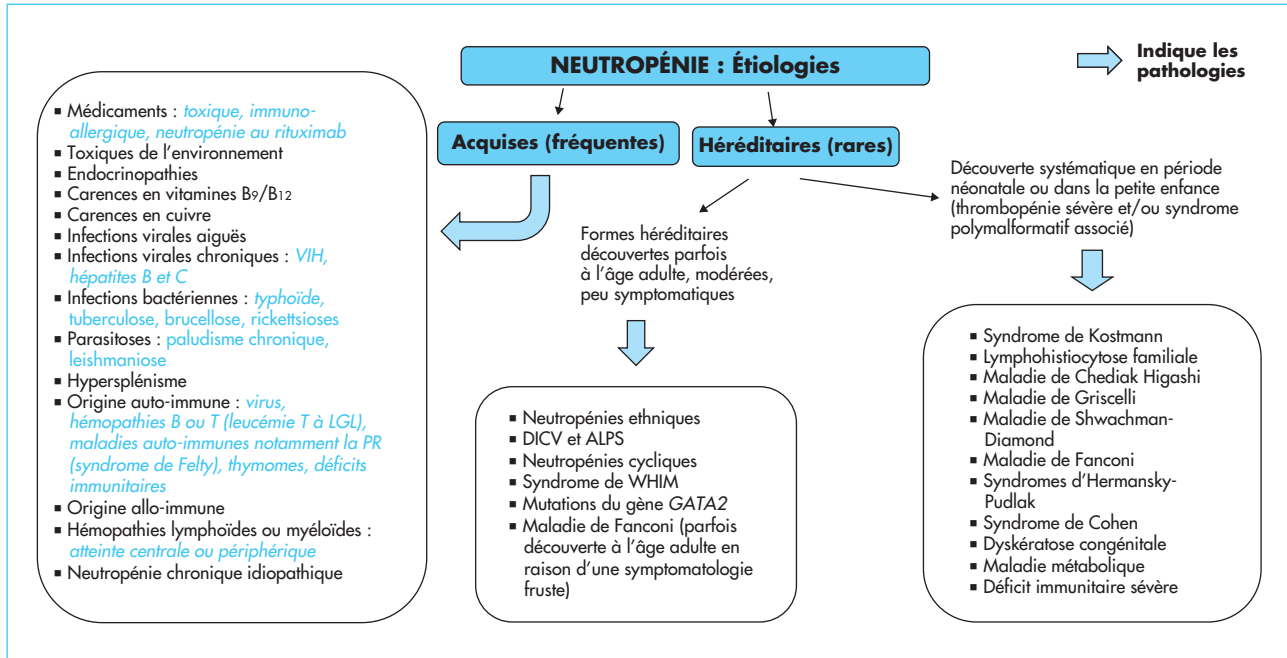 NEUTROPÉNIE : Étiologies
Indique les
pathologies
Acquises (fréquentes)
Héréditaires (rares)
▪ Médicaments : toxique, immuno-
allergique, neutropénie au rituximab
▪ Toxiques de l'environnement
▪ Endocrinopathies
▪ Carences en vitamines B9/B12
▪ Carences en cuivre
▪ Infections virales aiguës
▪ Infections virales chroniques : VIH,
hépatites B et C
▪ Infections bactériennes : typhoïde,
tuberculose, brucellose, rickettsioses
▪ Parasitoses : paludisme chronique,
leishmaniose
▪ Hypersplénisme
▪ Origine auto-immune : virus,
hémopathies B ou T (leucémie T à LGL),
maladies auto-immunes notamment la PR
(syndrome de Felty), thymomes, déficits
immunitaires
▪ Origine allo-immune
▪ Hémopathies lymphoïdes ou myéloïdes :
atteinte centrale ou périphérique
▪ Neutropénie chronique idiopathique
Formes héréditaires
découvertes parfois
à l'âge adulte, modérées,
peu symptomatiques
▪ Neutropénies ethniques
▪ DICV et ALPS
▪ Neutropénies cycliques
▪ Syndrome de WHIM
▪ Mutations du gène GATA2
▪ Maladie de Fanconi (parfois
découverte à l'âge adulte en
raison d'une symptomatologie
fruste)
Découverte systématique en période
néonatale ou dans la petite enfance
(thrombopénie sévère et/ou syndrome
polymalformatif associé)
▪ Syndrome de Kostmann
▪ Lymphohistiocytose familiale
▪ Maladie de Chediak Higashi
▪ Maladie de Griscelli
▪ Maladie de Shwachman-
Diamond
▪ Maladie de Fanconi
▪ Syndromes d'Hermansky-
Pudlak
▪ Syndrome de Cohen
▪ Dyskératose congénitale
▪ Maladie métabolique
▪ Déficit immunitaire sévère